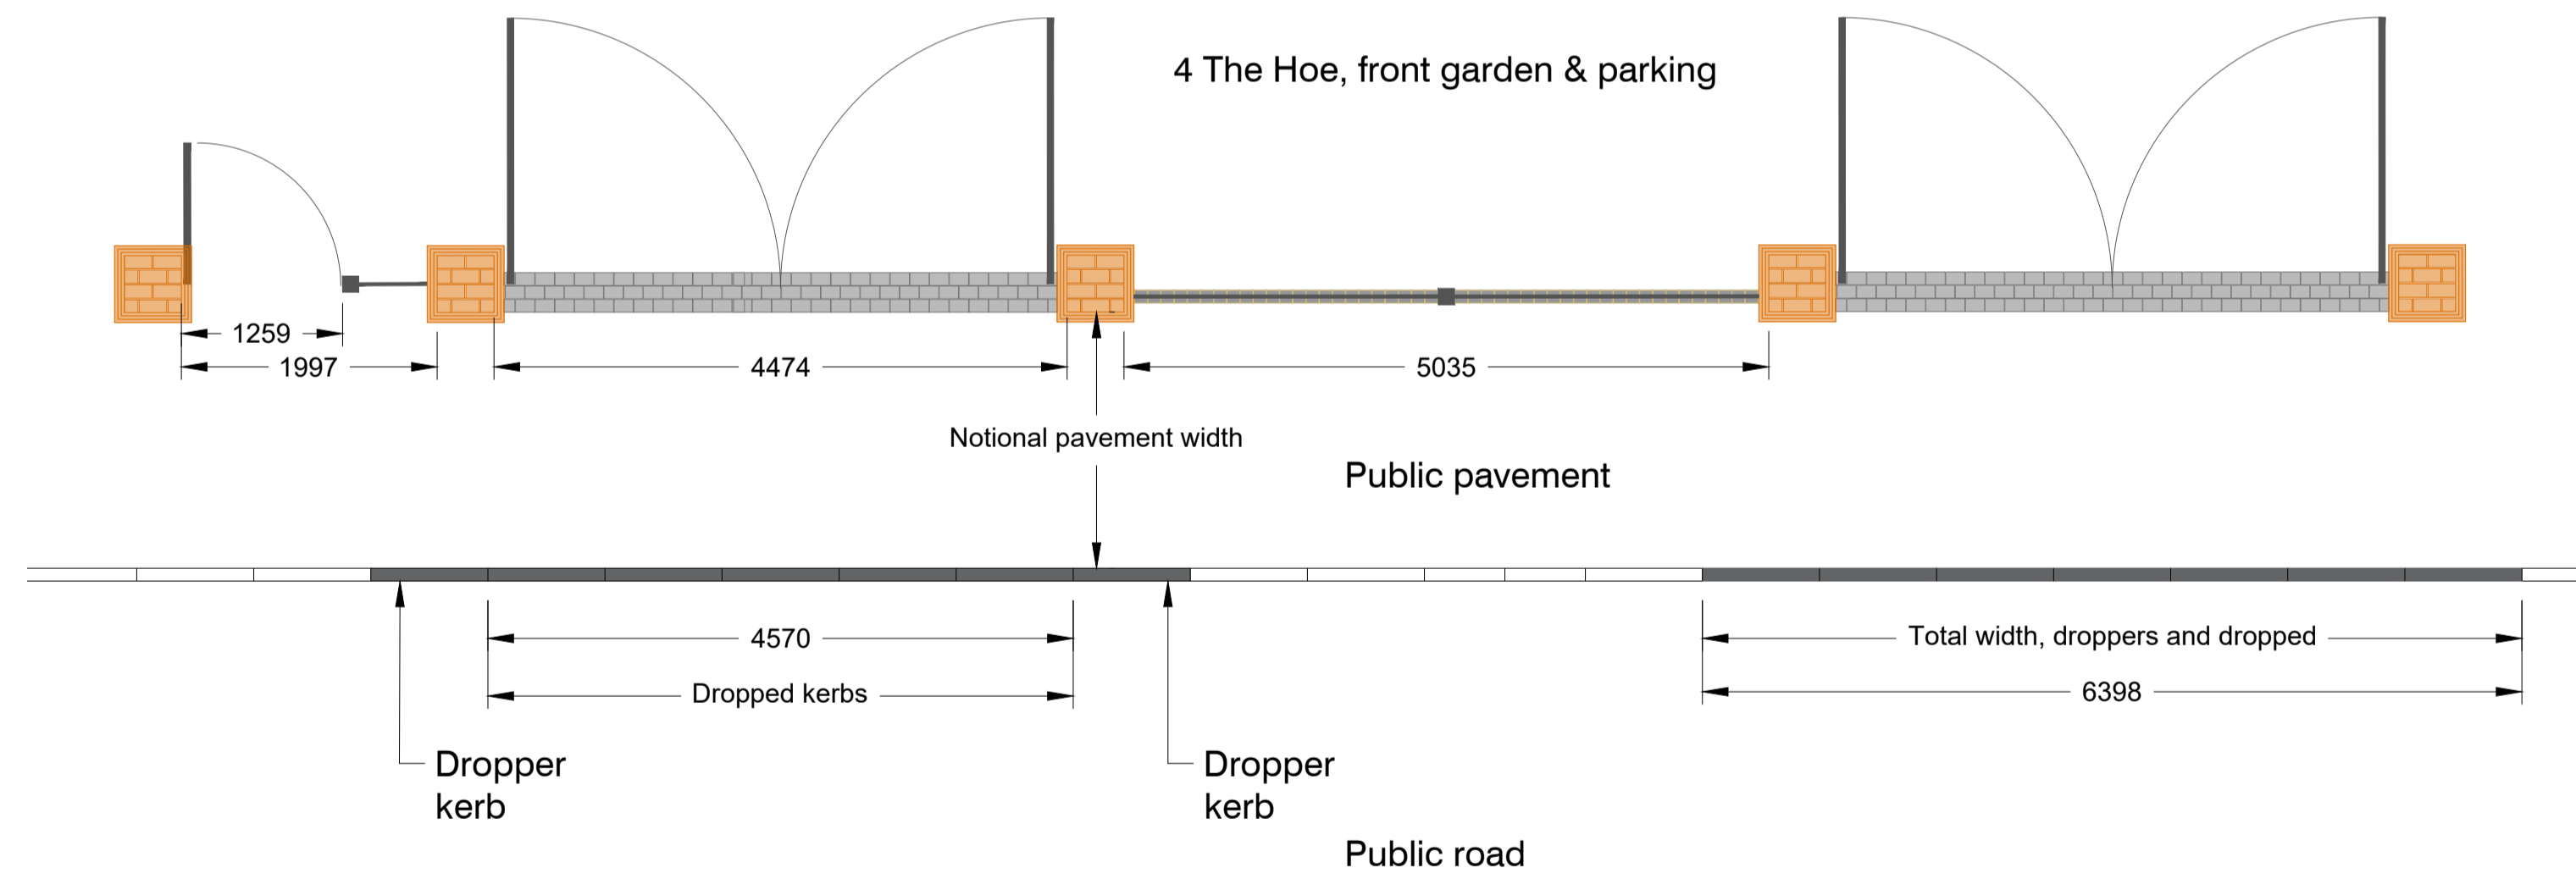 4 The Hoe, front garden & parking
1259
1997
4474
5035
Notional pavement width
Public pavement
4570
Total width, droppers and dropped
Dropped kerbs
6398
Dropper
kerb
Dropper
kerb
Public road